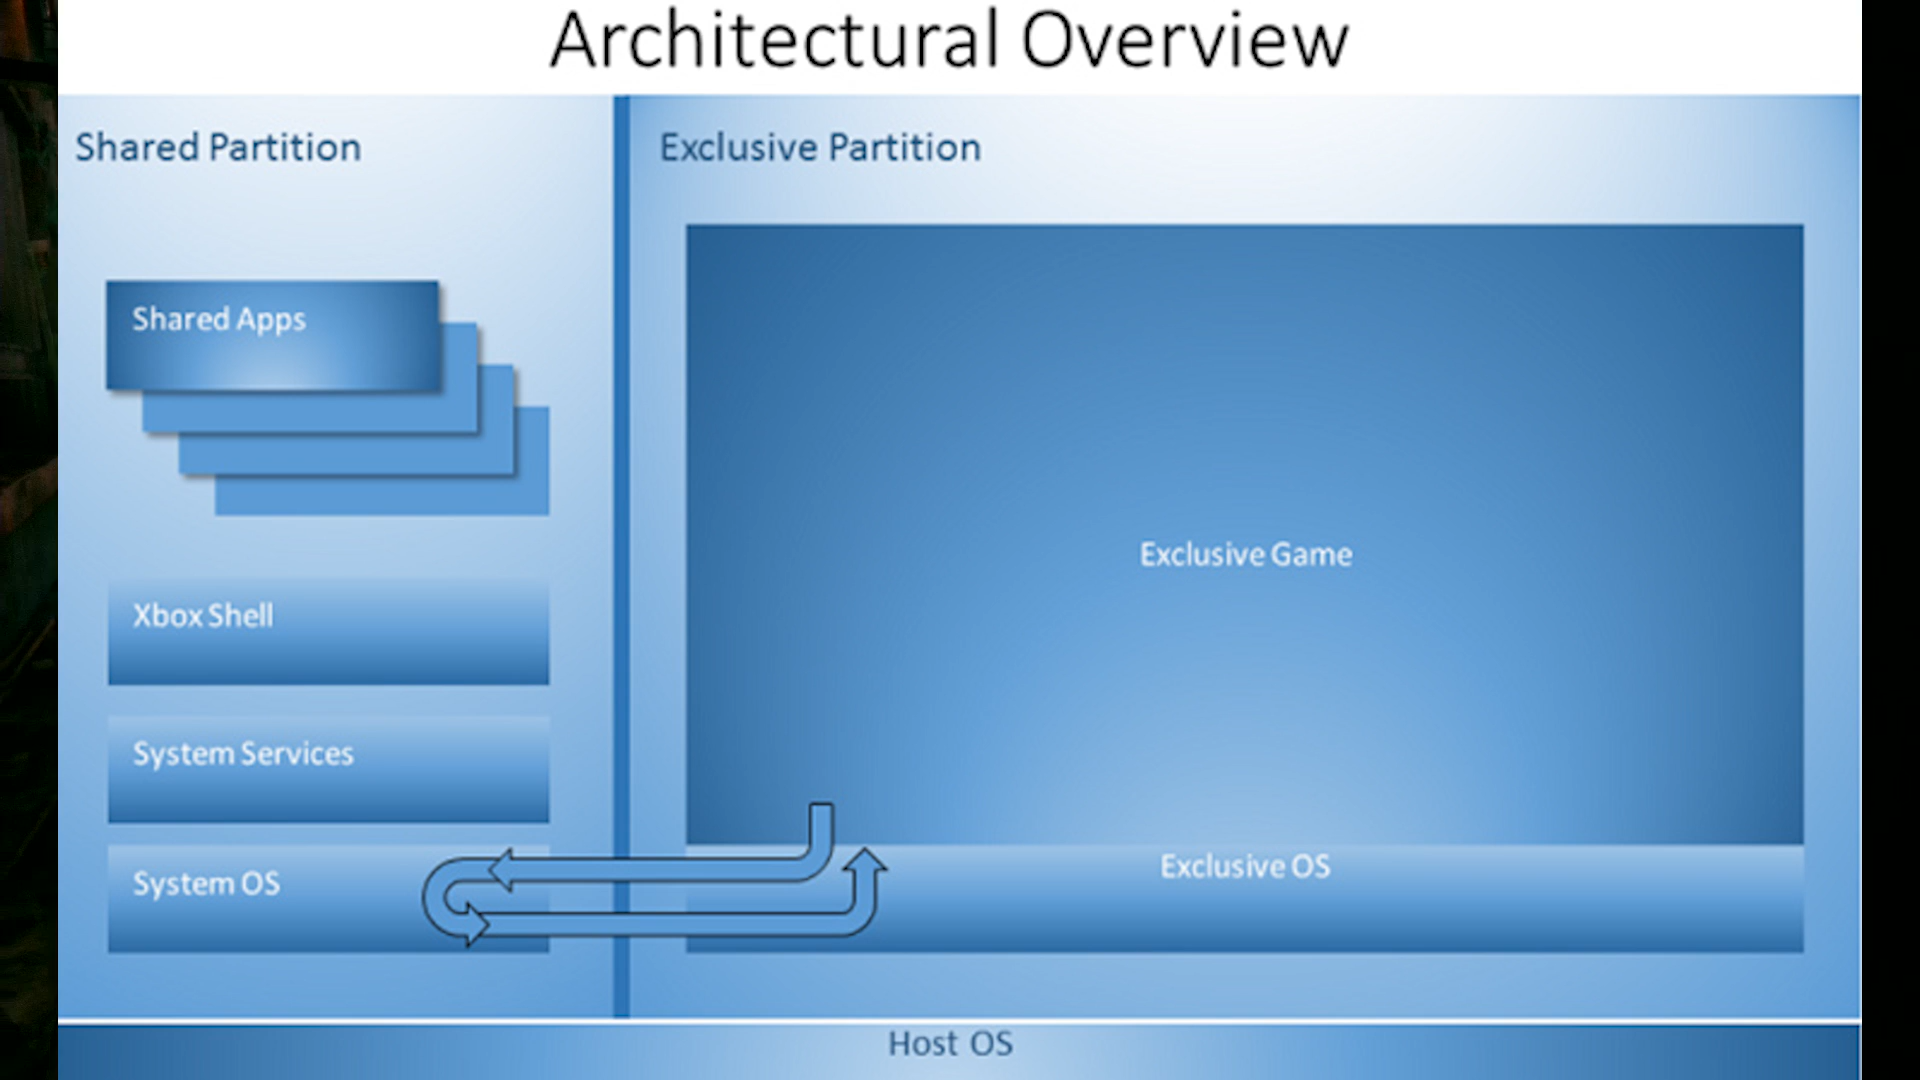 Architectural Overview
Shared Partition
Exclusive Partition
Shared Apps
Xbox Shell
System Services
System OS
Exclusive Game
Exclusive OS
Host OS